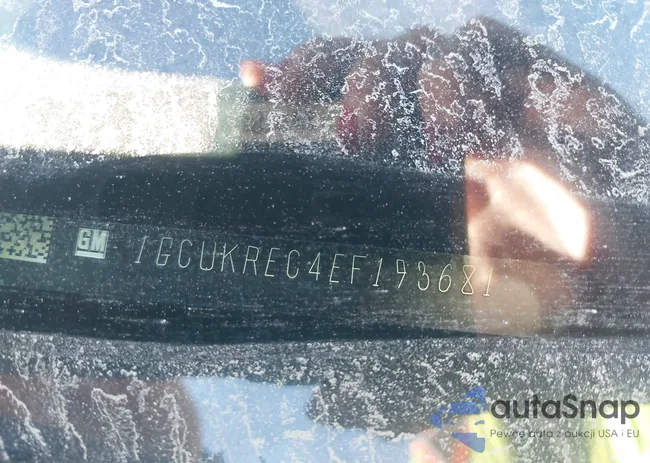 GM 1GCUKREC4EF193681
autaSnap
Pewne auta z aukcji USA i EU